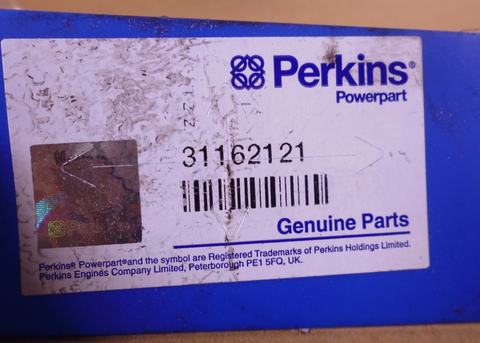 Perkins®
Powerpart
31162121
Genuine Parts
Perkins® Powerpart®and the symbol are Registered Trademarks of Perkins Holdings Limited.
Perkins Engines Company Limited, Peterborough PE1 5FQ, UK.